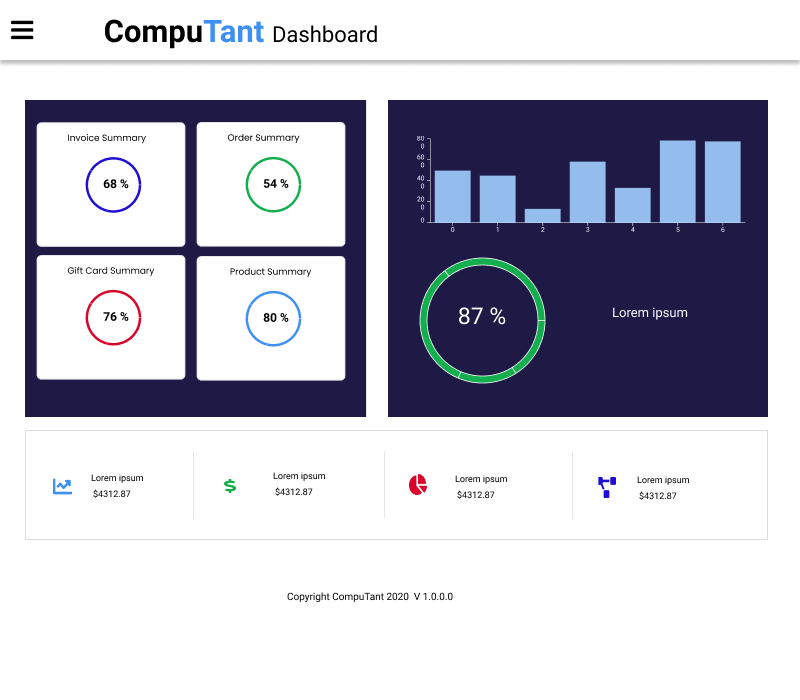 CompuTant Dashboard
Invoice Summary
68 %
Order Summary
54 %
Gift Card Summary
76 %
Product Summary
80 %
80
0
60
0
40
0
20
0
0
0 1 2 3 4 5 6
87 %
Lorem ipsum
Lorem ipsum
$4312.87
Lorem ipsum
$4312.87
Lorem ipsum
$4312.87
Lorem ipsum
$4312.87
Copyright CompuTant 2020 V 1.0.0.0